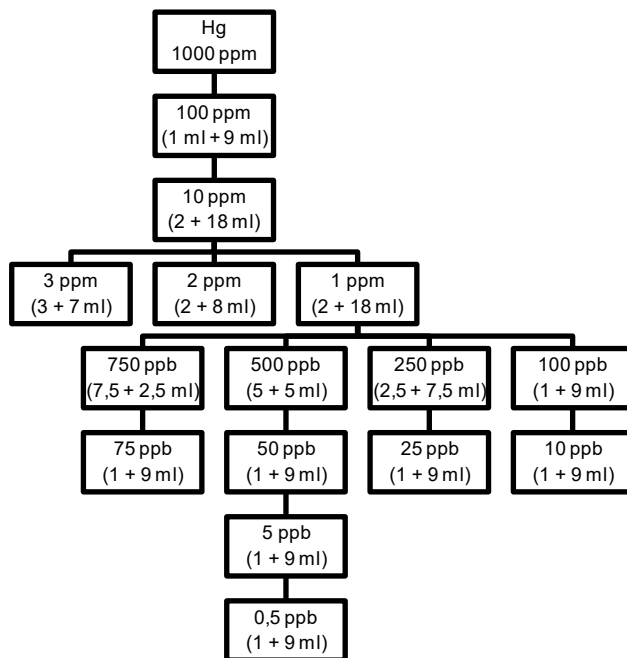 Hg
1000 ppm
100 ppm
(1 ml + 9 ml)
10 ppm
(2 + 18 ml)
3 ppm
(3 + 7 ml)
2 ppm
(2 + 8 ml)
1 ppm
(2 + 18 ml)
750 ppb
(7,5 + 2,5 ml)
500 ppb
(5 + 5 ml)
250 ppb
(2,5 + 7,5 ml)
100 ppb
(1 + 9 ml)
75 ppb
(1 + 9 ml)
50 ppb
(1 + 9 ml)
25 ppb
(1 + 9 ml)
10 ppb
(1 + 9 ml)
5 ppb
(1 + 9 ml)
0,5 ppb
(1 + 9 ml)